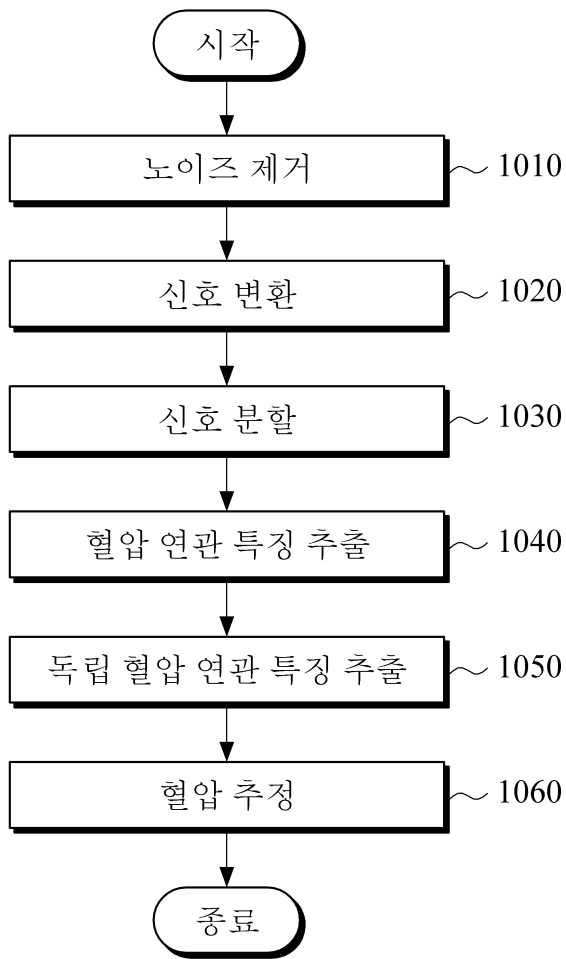 시작
노이즈 제거 1010
신호 변환 1020
신호 분할 1030
혈압 연관 특징 추출 1040
독립 혈압 연관 특징 추출 1050
혈압 추정 1060
종료